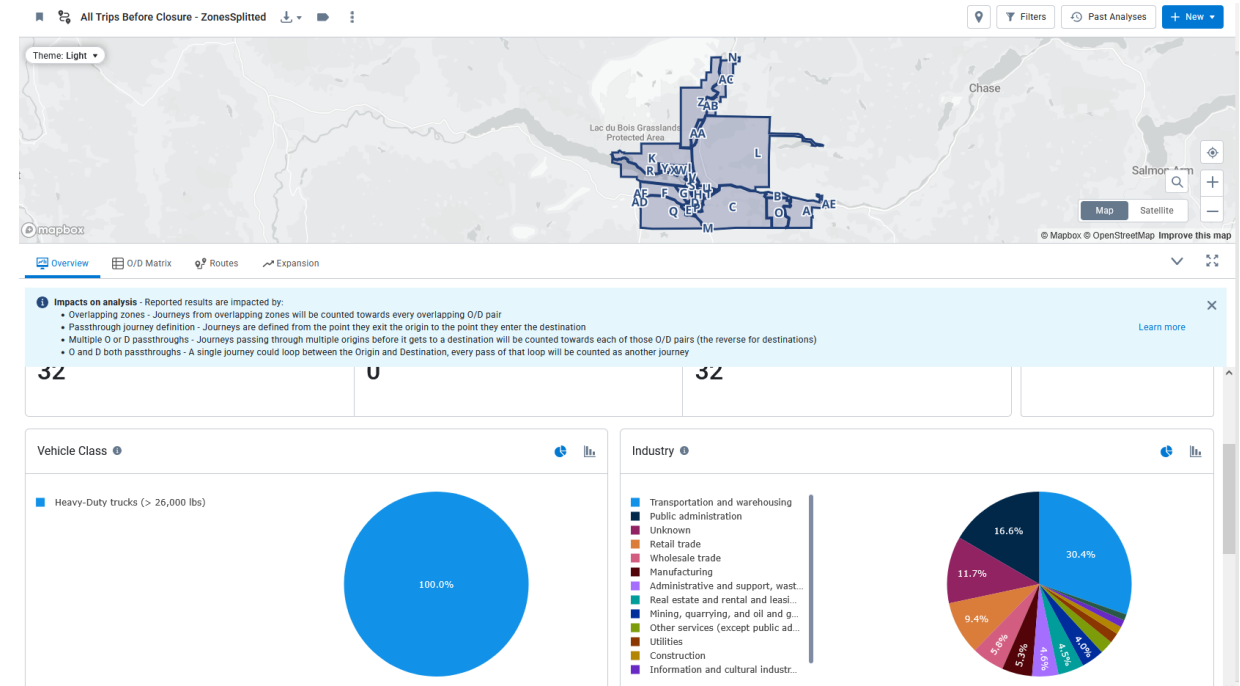 All Trips Before Closure - ZonesSplitted
Filters
Past Analyses
New
Theme: Light
N
AC
Z
AB
AA
Chase
Lac du Bois Grasslands
Protected Area
K
L
R
Y
X
W
V
S
U
Salmon Arm
AF
F
G
H
AD
Q
E
C
B
O
A
AE
M
Map
Satellite
mapbox
© Mapbox © OpenStreetMap Improve this map
Overview
O/D Matrix
Routes
Expansion
Impacts on analysis - Reported results are impacted by:
• Overlapping zones - Journeys from overlapping zones will be counted towards every overlapping O/D pair
• Passthrough journey definition - Journeys are defined from the point they exit the origin to the point they enter the destination
• Multiple O or D passthroughs - Journeys passing through multiple origins before it gets to a destination will be counted towards each of those O/D pairs (the reverse for destinations)
• O and D both passthroughs - A single journey could loop between the Origin and Destination, every pass of that loop will be counted as another journey
Learn more
32
0
32
Vehicle Class
Heavy-Duty trucks (> 26,000 lbs)
100.0%
Industry
Transportation and warehousing
Public administration
Unknown
Retail trade
Wholesale trade
Manufacturing
Administrative and support, wast...
Real estate and rental and leasi...
Mining, quarrying, and oil and g...
Other services (except public ad...
Utilities
Construction
Information and cultural industr...
16.6%
30.4%
11.7%
9.4%
5.8%
5.3%
4.6%
4.5%
4.0%